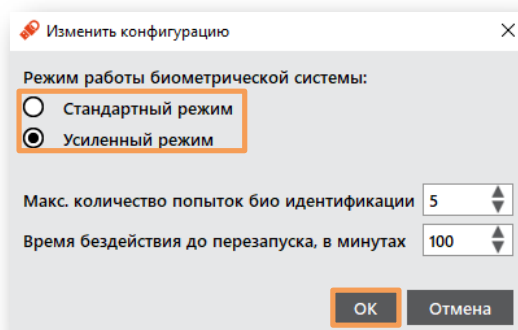 Изменить конфигурацию
Режим работы биометрической системы:
Стандартный режим
Усиленный режим
Макс. количество попыток био идентификации 5
Время бездействия до перезапуска, в минутах 100
ОК Отмена